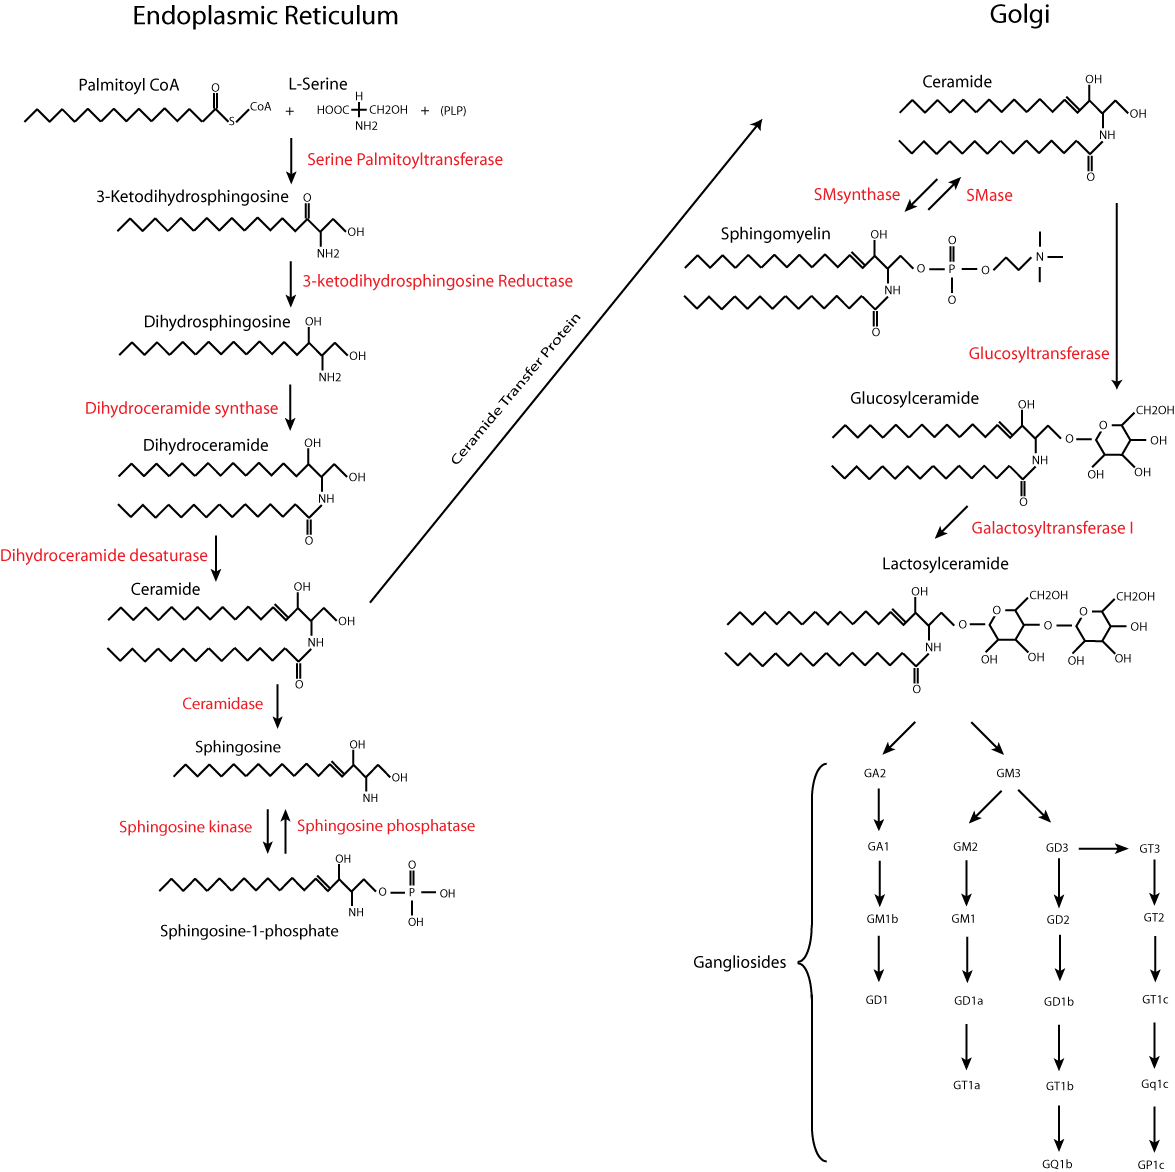 Endoplasmic Reticulum
Palmitoyl CoA
L-Serine
O
S
CoA
+
H
HOOC
CH2OH
NH2
+
(PLP)
Serine Palmitoyltransferase
3-Ketodihydrosphingosine
O
OH
NH2
3-ketodihydrosphingosine Reductase
Dihydrosphingosine
OH
OH
NH2
Dihydroceramide synthase
Dihydroceramide
OH
OH
NH
O
Dihydroceramide desaturase
Ceramide
OH
OH
NH
O
Ceramidase
Sphingosine
OH
OH
NH
Sphingosine kinase
Sphingosine phosphatase
OH
O
P
O
OH
OH
NH
Sphingosine-1-phosphate
Ceramide Transfer Protein
Golgi
Ceramide
OH
OH
NH
O
SMsynthase
SMase
Sphingomyelin
OH
O
P
O
O
O
N
NH
O
Glucosyltransferase
Glucosylceramide
OH
O
O
CH2OH
OH
OH
OH
NH
O
Galactosyltransferase I
Lactosylceramide
OH
O
O
CH2OH
O
O
CH2OH
OH
OH
OH
OH
OH
NH
O
Gangliosides
GA2
GM3
GA1
GM2
GD3
GT3
GM1b
GM1
GD2
GT2
GD1
GD1a
GD1b
GT1c
GT1a
GT1b
Gq1c
GQ1b
GP1c